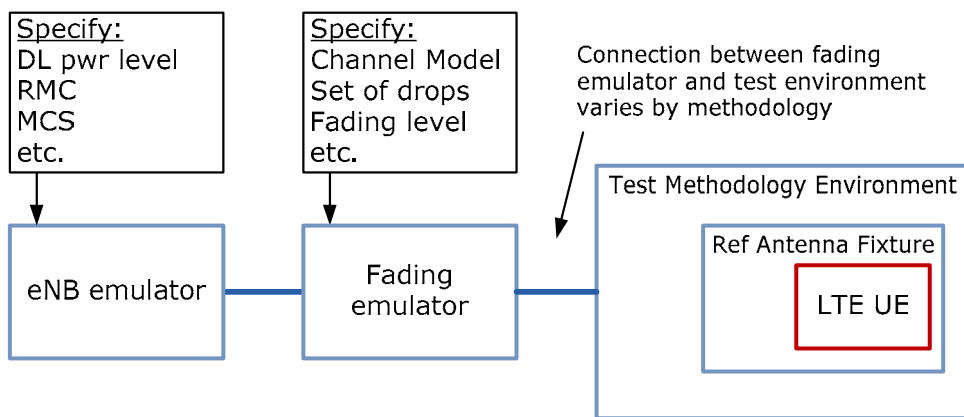 Specify:
DL pwr level
RMC
MCS
etc.
Specify:
Channel Model
Set of drops
Fading level
etc.
Connection between fading
emulator and test environment
varies by methodology
Test Methodology Environment
Ref Antenna Fixture
LTE UE
eNB emulator
Fading
emulator